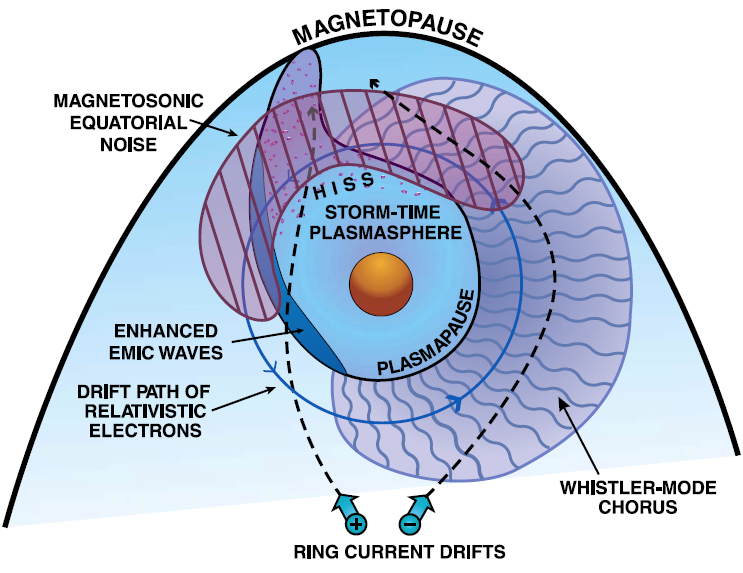 MAGNETOPAUSE
MAGNETOSONIC
EQUATORIAL
NOISE
HISS
STORM-TIME
PLASMASPHERE
PLASMAPAUSE
ENHANCED
EMIC WAVES
DRIFT PATH OF
RELATIVISTIC
ELECTRONS
WHISTLER-MODE
CHORUS
+
−
RING CURRENT DRIFTS